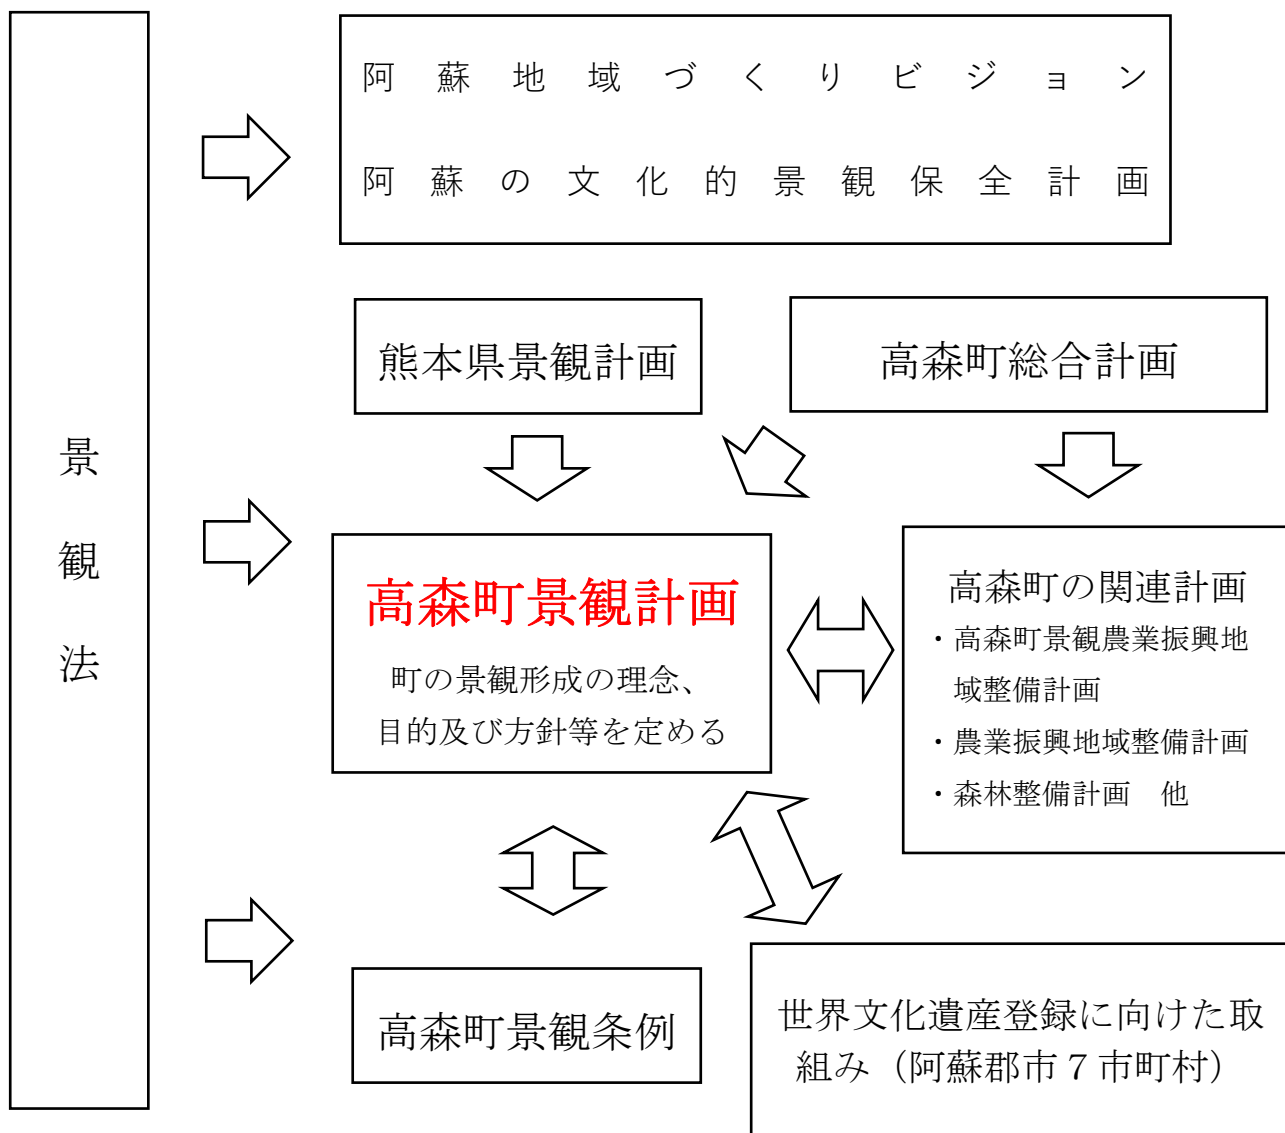 景観法
阿蘇地域づくりビジョン
阿蘇の文化的景観保全計画
熊本県景観計画
高森町総合計画
高森町景観計画
町の景観形成の理念、
目的及び方針等を定める
高森町の関連計画
・高森町景観農業振興地
域整備計画
・農業振興地域整備計画
・森林整備計画　他
高森町景観条例
世界文化遺産登録に向けた取
組み（阿蘇郡市７市町村）